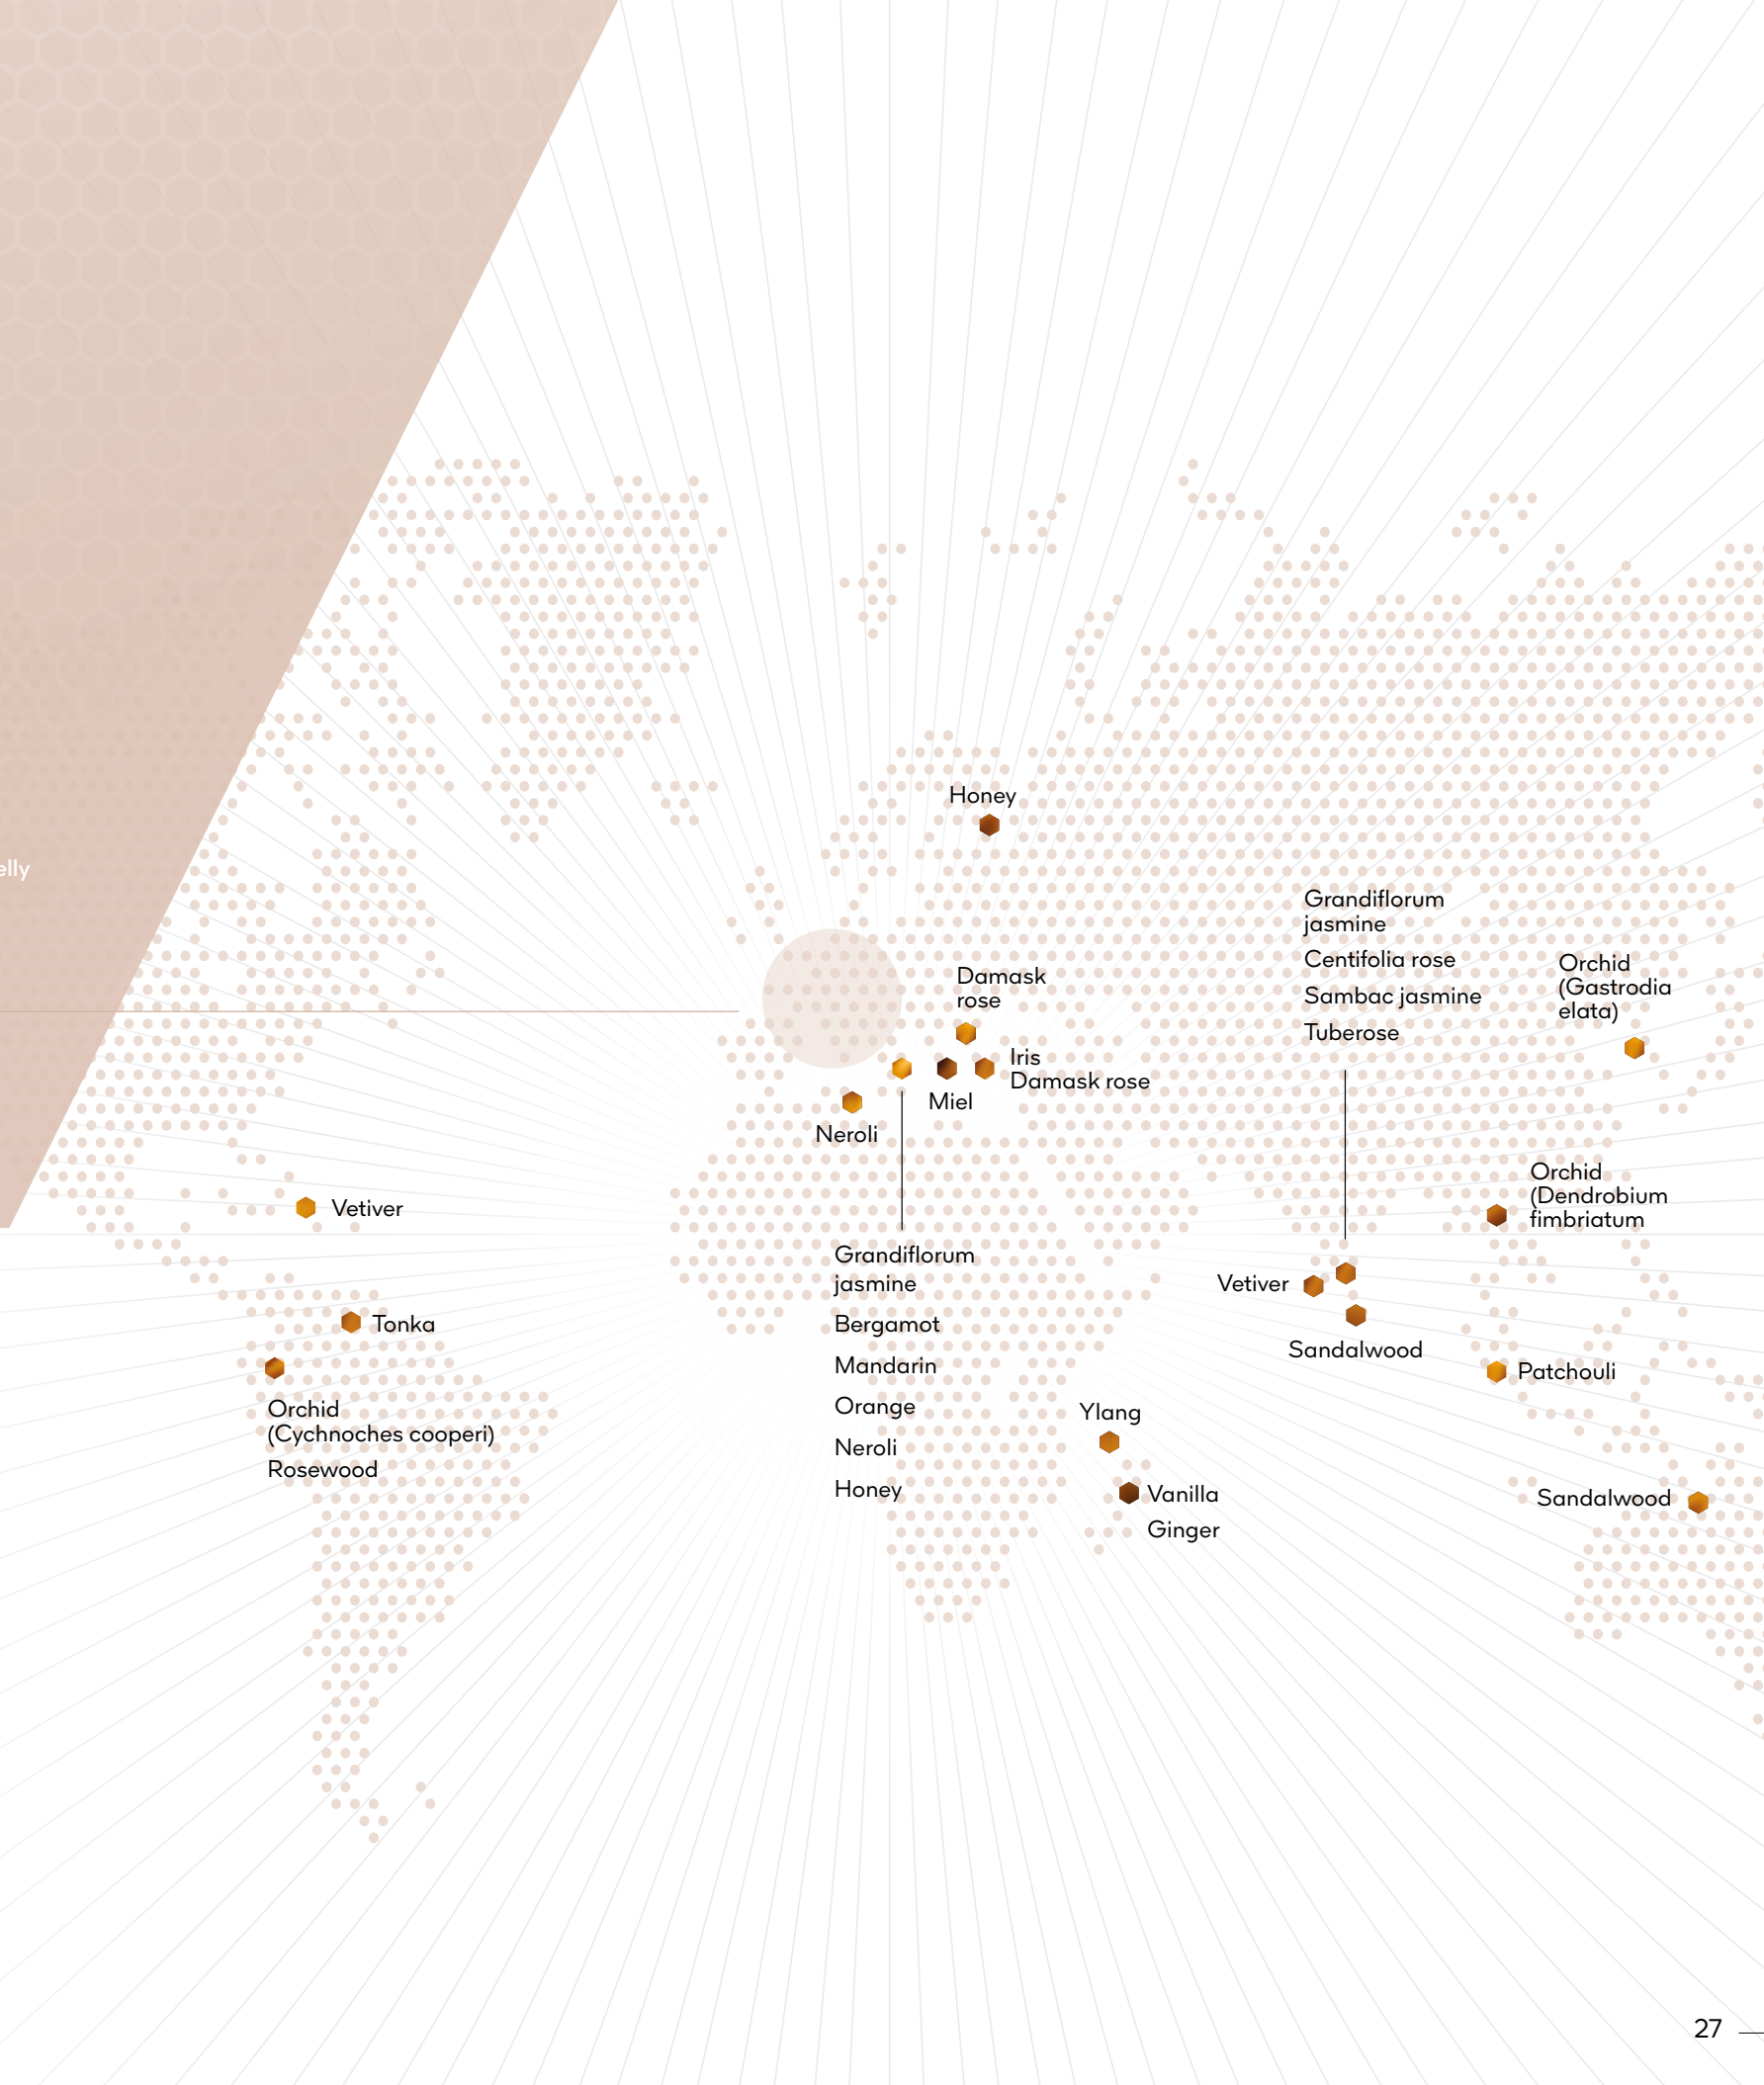 Honey
elly
Grandiflorum
jasmine
Centifolia rose
Sambac jasmine
Tuberose
Orchid
(Gastrodia
elata)
Damask
rose
Iris
Damask rose
Miel
Neroli
Orchid
(Dendrobium
fimbriatum
Vetiver
Grandiflorum
jasmine
Bergamot
Mandarin
Orange
Neroli
Honey
Vetiver
Sandalwood
Tonka
Patchouli
Orchid
(Cychnoches cooperi)
Rosewood
Ylang
Vanilla
Ginger
Sandalwood
27